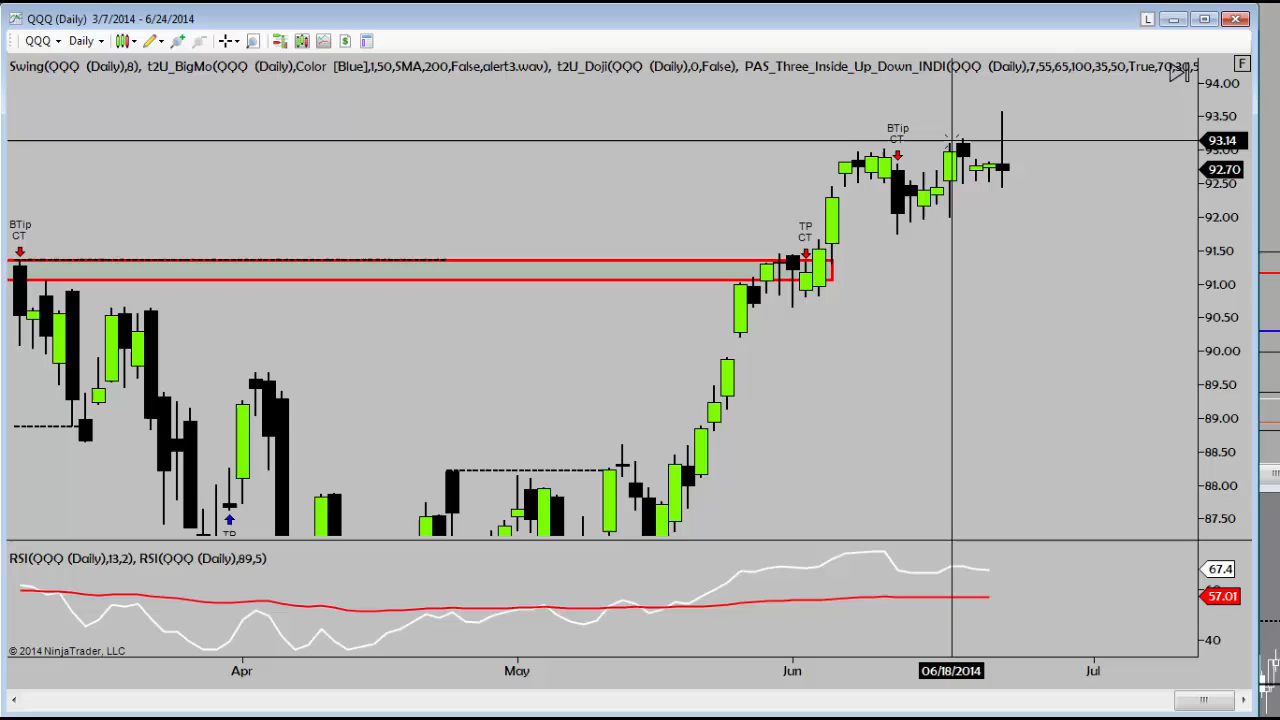 QQQ (Daily) 3/7/2014 - 6/24/2014
L
QQQ Daily
Swing(QQQ (Daily),8), t2U_BigMo(QQQ (Daily),Color [Blue],1,50,SMA,200,False,alert3.wav), t2U_Doji(QQQ (Daily),0,False), PAS_Three_Inside_Up_Down_INDI(QQQ (Daily),7,55,65,100,35,50,True,70,30,5
F
94.00
93.50
93.14
93.00
92.70
92.50
92.00
91.50
91.00
90.50
90.00
89.50
89.00
88.50
88.00
87.50
BTip
CT
TP
CT
BTip
CT
TP
RSI(QQQ (Daily),13,2), RSI(QQQ (Daily),89,5)
67.4
57.01
40
© 2014 NinjaTrader, LLC
Apr May Jun 06/18/2014 Jul